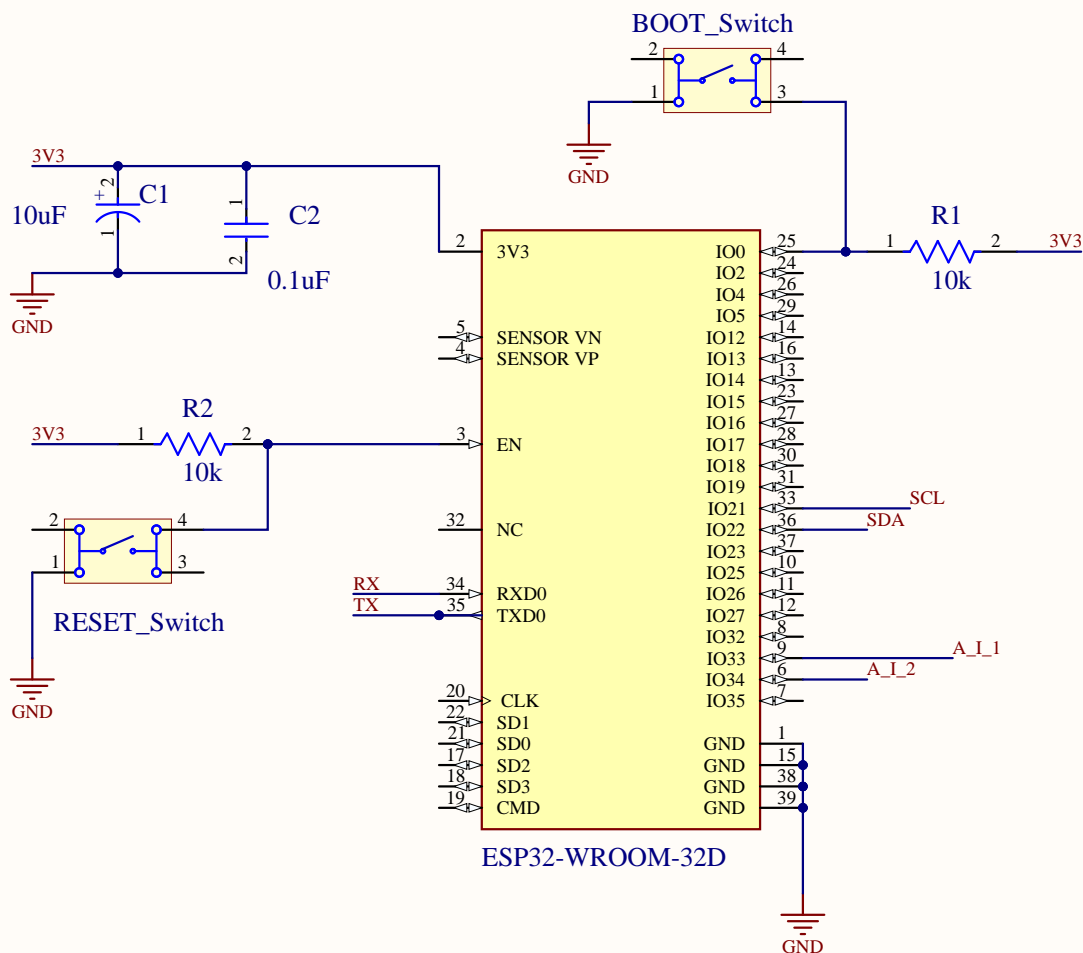 BOOT_Switch
2 4
1 3
GND
3V3
+ 2 C1
10uF
1
1 C2
2
0.1uF
GND
R1
1 2 3V3
10k
2 3V3
5 SENSOR VN
4 SENSOR VP
R2
3V3 1 2
10k
3 EN
2 4
1 3
RESET_Switch
GND
32 NC
RX 34 RXD0
TX 35 TXD0
20 CLK
22 SD1
21 SD0
17 SD2
18 SD3
19 CMD
IO0 25
IO2 24
IO4 26
IO5 29
IO12 14
IO13 16
IO14 13
IO15 23
IO16 27
IO17 28
IO18 30
IO19 31
IO21 33 SCL
IO22 36 SDA
IO23 37
IO25 10
IO26 11
IO27 12
IO32 8
IO33 9 A_I_1
IO34 6 A_I_2
IO35 7
GND 1
GND 15
GND 38
GND 39
ESP32-WROOM-32D
GND